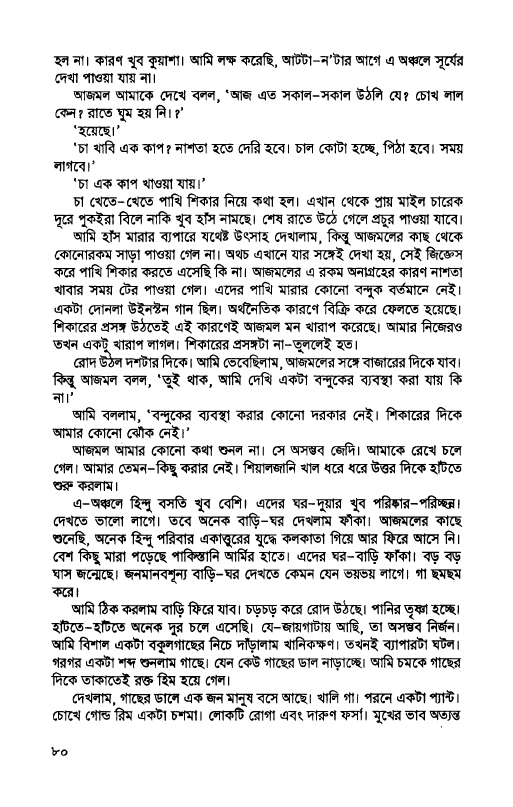 হল না। কারণ খুব কুয়াশা। আমি লক্ষ করেছি, আটটা–ন'টার আগে এ অঞ্চলে সূর্যের
দেখা পাওয়া যায় না।
আজমল আমাকে দেখে বলল, 'আজ এত সকাল–সকাল উঠলি যে? চোখ লাল
কেন? রাতে ঘুম হয় নি।?'
'হয়েছে।'
'চা খাবি এক কাপ? নাশতা হতে দেরি হবে। চাল কোটা হচ্ছে, পিঠা হবে। সময়
লাগবে।'
'চা এক কাপ খাওয়া যায়।'
চা খেতে–খেতে পাখি শিকার নিয়ে কথা হল। এখান থেকে প্রায় মাইল চারেক
দূরে পুকইরা বিলে নাকি খুব হাঁস নামছে। শেষ রাতে উঠে গেলে প্রচুর পাওয়া যাবে।
আমি হাঁস মারার ব্যাপারে যথেষ্ট উৎসাহ দেখালাম, কিন্তু আজমলের কাছ থেকে
কোনোরকম সাড়া পাওয়া গেল না। অথচ এখানে যার সঙ্গেই দেখা হয়, সেই জিজ্ঞেস
করে পাখি শিকার করতে এসেছি কি না। আজমলের এ রকম অনাগ্রহের কারণ নাশতা
খাবার সময় টের পাওয়া গেল। এদের পাখি মারার কোনো বন্দুক বর্তমানে নেই।
একটা দোনলা উইনস্টন গান ছিল। অর্থনৈতিক কারণে বিক্রি করে ফেলতে হয়েছে।
শিকারের প্রসঙ্গ উঠতেই এই কারণেই আজমল মন খারাপ করেছে। আমার নিজেরও
তখন একটু খারাপ লাগল। শিকারের প্রসঙ্গটা না–তুললেই হত।
রোদ উঠল দশটার দিকে। আমি ভেবেছিলাম, আজমলের সঙ্গে বাজারের দিকে যাব।
কিন্তু আজমল বলল, 'তুই থাক, আমি দেখি একটা বন্দুকের ব্যবস্থা করা যায় কি
না।'
আমি বললাম, 'বন্দুকের ব্যবস্থা করার কোনো দরকার নেই। শিকারের দিকে
আমার কোনো ঝোঁক নেই।'
আজমল আমার কোনো কথা শুনল না। সে অসম্ভব জেদি। আমাকে রেখে চলে
গেল। আমার তেমন–কিছু করার নেই। শিয়ালজানি খাল ধরে ধরে উত্তর দিকে হাঁটতে
শুরু করলাম।
এ–অঞ্চলে হিন্দু বসতি খুব বেশি। এদের ঘর–দুয়ার খুব পরিষ্কার–পরিচ্ছন্ন।
দেখতে ভালো লাগে। তবে অনেক বাড়ি–ঘর দেখলাম ফাঁকা। আজমলের কাছে
শুনেছি, অনেক হিন্দু পরিবার একাত্তুরের যুদ্ধে কলকাতা গিয়ে আর ফিরে আসে নি।
বেশ কিছু মারা পড়েছে পাকিস্তানি আর্মির হাতে। এদের ঘর–বাড়ি ফাঁকা। বড় বড়
ঘাস জন্মেছে। জনমানবশূন্য বাড়ি–ঘর দেখতে কেমন যেন ভয়ভয় লাগে। গা ছমছম
করে।
আমি ঠিক করলাম বাড়ি ফিরে যাব। চড়চড় করে রোদ উঠছে। পানির তৃষ্ণা হচ্ছে।
হাঁটতে–হাঁটতে অনেক দূর চলে এসেছি। যে–জায়গাটায় আছি, তা অসম্ভব নির্জন।
আমি বিশাল একটা বকুলগাছের নিচে দাঁড়ালাম খানিকক্ষণ। তখনই ব্যাপারটা ঘটল।
গরগর একটা শব্দ শুনলাম গাছে। যেন কেউ গাছের ডাল নাড়াচ্ছে। আমি চমকে গাছের
দিকে তাকাতেই রক্ত হিম হয়ে গেল।
দেখলাম, গাছের ডালে এক জন মানুষ বসে আছে। খালি গা। পরনে একটা প্যান্ট।
চোখে গোল্ড রিম একটা চশমা। লোকটি রোগা এবং দারুণ ফর্সা। মুখের ভাব অত্যন্ত
৮০